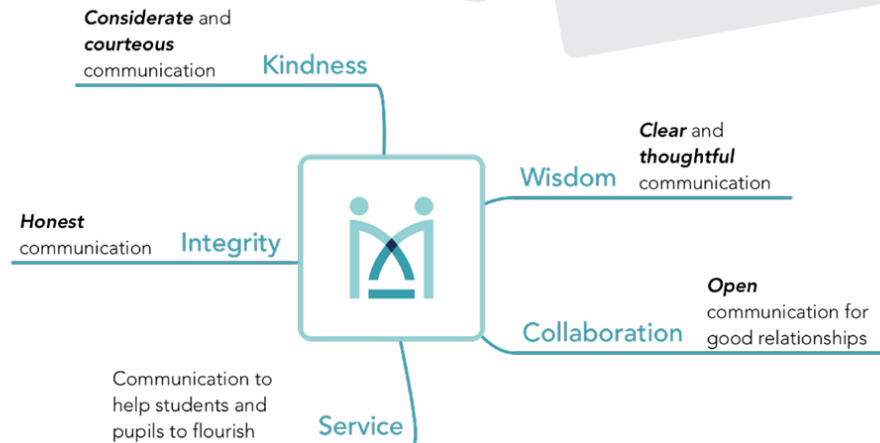 Considerate and
courteous
communication
Kindness
Clear and
thoughtful
communication
Wisdom
Honest
communication
Integrity
Open
communication for
good relationships
Collaboration
Communication to
help students and
pupils to flourish
Service